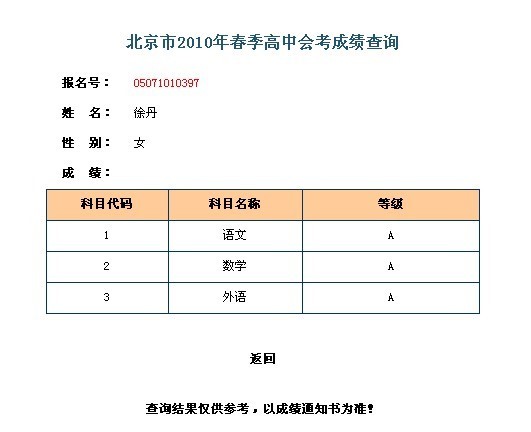 北京市2010年春季高中会考成绩查询
报名号： 05071010397
姓 名： 徐丹
性 别： 女
成 绩：
科目代码 科目名称 等级
1 语文 A
2 数学 A
3 外语 A
返回
查询结果仅供参考，以成绩通知书为准！